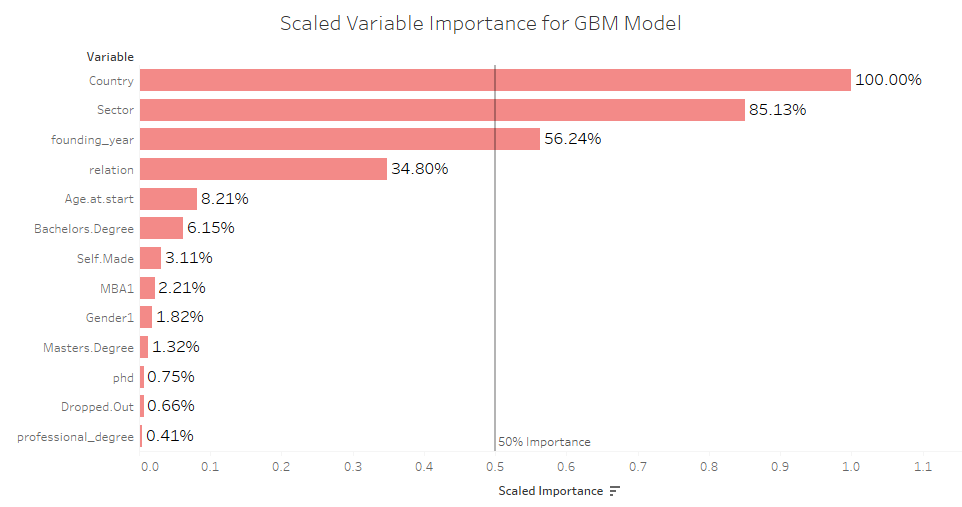 Scaled Variable Importance for GBM Model
Variable
Country 100.00%
Sector 85.13%
founding_year 56.24%
relation 34.80%
Age.at.start 8.21%
Bachelors.Degree 6.15%
Self.Made 3.11%
MBA1 2.21%
Gender1 1.82%
Masters.Degree 1.32%
phd 0.75%
Dropped.Out 0.66%
professional_degree 0.41%
50% Importance
0.0 0.1 0.2 0.3 0.4 0.5 0.6 0.7 0.8 0.9 1.0 1.1
Scaled Importance